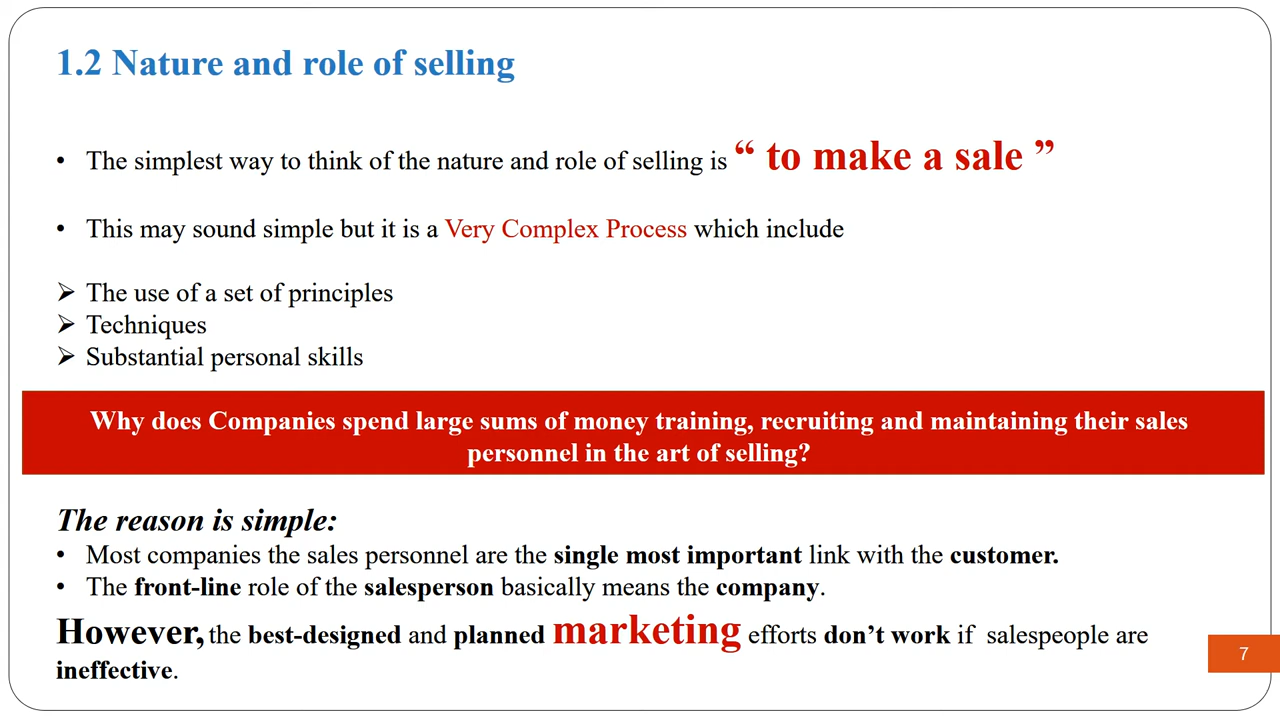 1.2 Nature and role of selling
• The simplest way to think of the nature and role of selling is “ to make a sale ”
• This may sound simple but it is a Very Complex Process which include
➢ The use of a set of principles
➢ Techniques
➢ Substantial personal skills
Why does Companies spend large sums of money training, recruiting and maintaining their sales
personnel in the art of selling?
The reason is simple:
• Most companies the sales personnel are the single most important link with the customer.
• The front-line role of the salesperson basically means the company.
However, the best-designed and planned marketing efforts don’t work if salespeople are
ineffective.
7